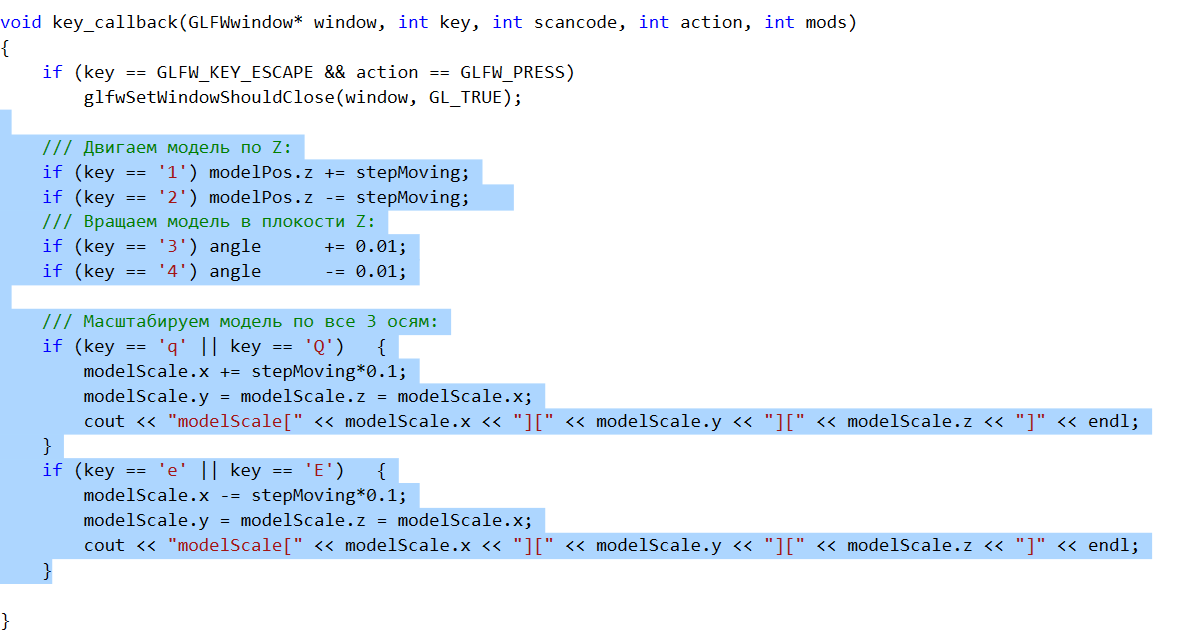 void key_callback(GLFWwindow* window, int key, int scancode, int action, int mods)
{
    if (key == GLFW_KEY_ESCAPE && action == GLFW_PRESS)
        glfwSetWindowShouldClose(window, GL_TRUE);

    /// Двигаем модель по Z:
    if (key == '1') modelPos.z += stepMoving;
    if (key == '2') modelPos.z -= stepMoving;
    /// Вращаем модель в плокости Z:
    if (key == '3') angle      += 0.01;
    if (key == '4') angle      -= 0.01;

    /// Масштабируем модель по все 3 осям:
    if (key == 'q' || key == 'Q')   {
        modelScale.x += stepMoving*0.1;
        modelScale.y = modelScale.z = modelScale.x;
        cout << "modelScale[" << modelScale.x << "][" << modelScale.y << "][" << modelScale.z << "]" << endl;
    }
    if (key == 'e' || key == 'E')   {
        modelScale.x -= stepMoving*0.1;
        modelScale.y = modelScale.z = modelScale.x;
        cout << "modelScale[" << modelScale.x << "][" << modelScale.y << "][" << modelScale.z << "]" << endl;
    }

}